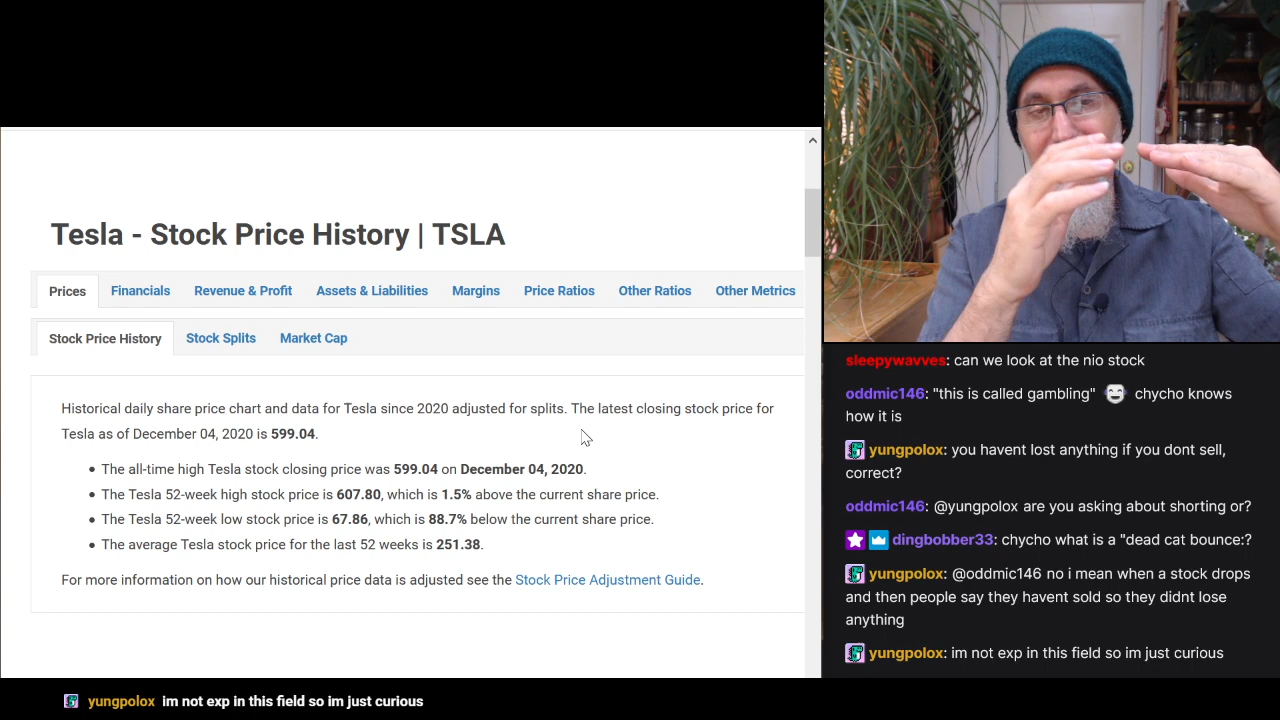 Tesla - Stock Price History | TSLA
Prices Financials Revenue & Profit Assets & Liabilities Margins Price Ratios Other Ratios Other Metrics
Stock Price History Stock Splits Market Cap
Historical daily share price chart and data for Tesla since 2020 adjusted for splits. The latest closing stock price for
Tesla as of December 04, 2020 is 599.04.
• The all-time high Tesla stock closing price was 599.04 on December 04, 2020.
• The Tesla 52-week high stock price is 607.80, which is 1.5% above the current share price.
• The Tesla 52-week low stock price is 67.86, which is 88.7% below the current share price.
• The average Tesla stock price for the last 52 weeks is 251.38.
For more information on how our historical price data is adjusted see the Stock Price Adjustment Guide.
sleepywavves: can we look at the nio stock
oddmic146: "this is called gambling" chycho knows
how it is
yungpolox: you havent lost anything if you dont sell,
correct?
oddmic146: @yungpolox are you asking about shorting or?
dingbobber33: chycho what is a "dead cat bounce:?
yungpolox: @oddmic146 no i mean when a stock drops
and then people say they havent sold so they didnt lose
anything
yungpolox: im not exp in this field so im just curious
yungpolox im not exp in this field so im just curious